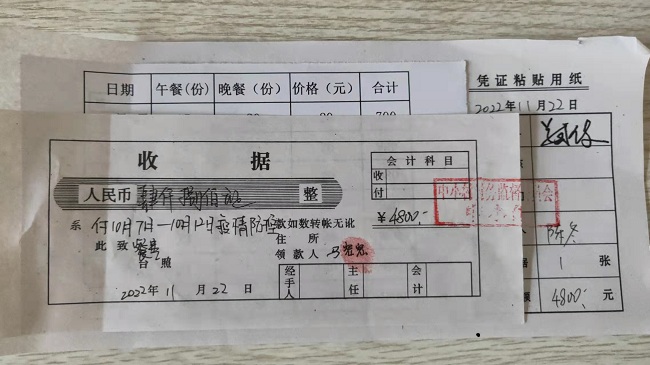 日期 午餐(份) 晚餐(份) 价格(元) 合计
凭证粘贴用纸
2022年11月22日
收据
会计科目
收
付
人民币 肆仟捌佰元 整
¥4800-
系 付10月7日-10月12日疫情防控 款如数转帐无讹
此致
台照
住所
领款人
经手人
主任
会计
2022年11月22日
1 张
4800- 元